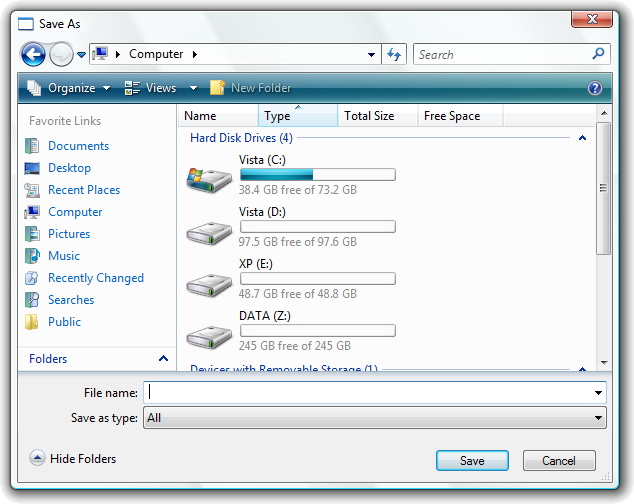 Save As
Computer
Search
Organize Views New Folder
Favorite Links
Documents
Desktop
Recent Places
Computer
Pictures
Music
Recently Changed
Searches
Public
Folders
Name Type Total Size Free Space
Hard Disk Drives (4)
Vista (C:)
38.4 GB free of 73.2 GB
Vista (D:)
97.5 GB free of 97.6 GB
XP (E:)
48.7 GB free of 48.8 GB
DATA (Z:)
245 GB free of 245 GB
Devices with Removable Storage (1)
File name:
Save as type: All
Hide Folders
Save
Cancel